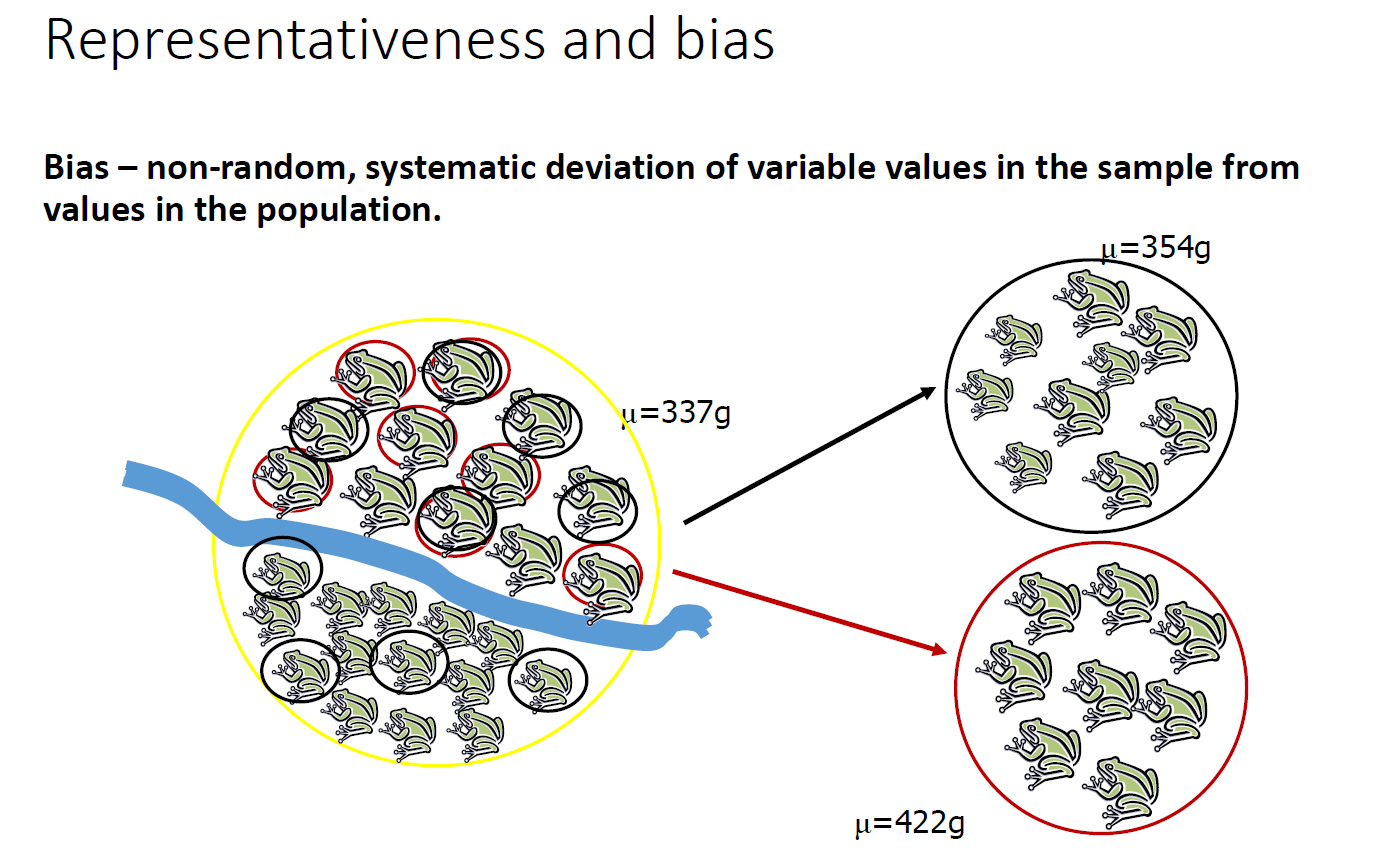 Representativeness and bias
Bias – non-random, systematic deviation of variable values in the sample from
values in the population.
μ=354g
μ=337g
μ=422g